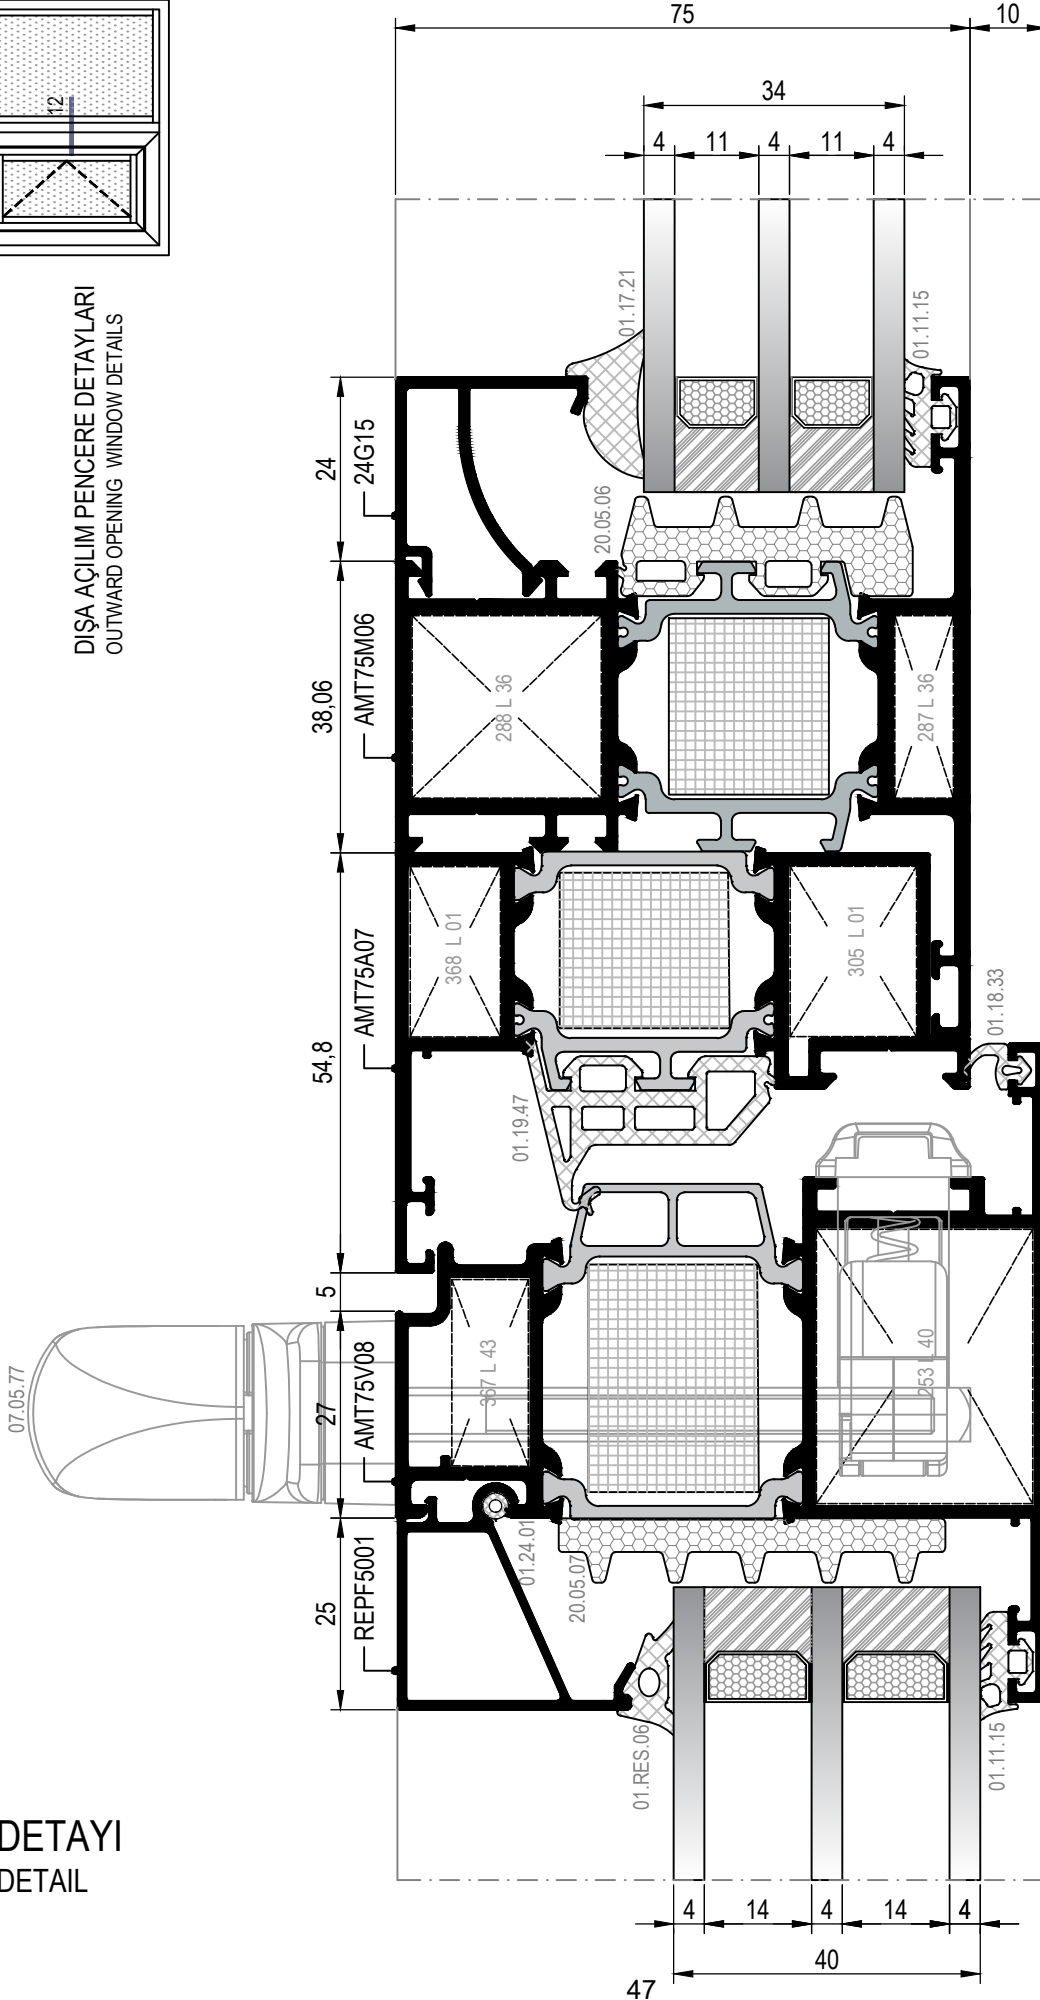 75
10
34
4
11
4
11
4
12
DIŞA AÇILIM PENCERE DETAYLARI
OUTWARD OPENING WINDOW DETAILS
01.17.21
01.11.15
24
24G15
20.05.06
38,06
AMT75M06
288 L 36
287 L 36
54,8
AMT75A07
368 L 01
305 L 01
01.18.33
01.19.47
5
07.05.77
27
AMT75V08
367 L 43
253 L 40
25
REPF5001
01.24.01
20.05.07
01.RES.06
01.11.15
DETAYI
DETAIL
4
14
4
14
4
40
47